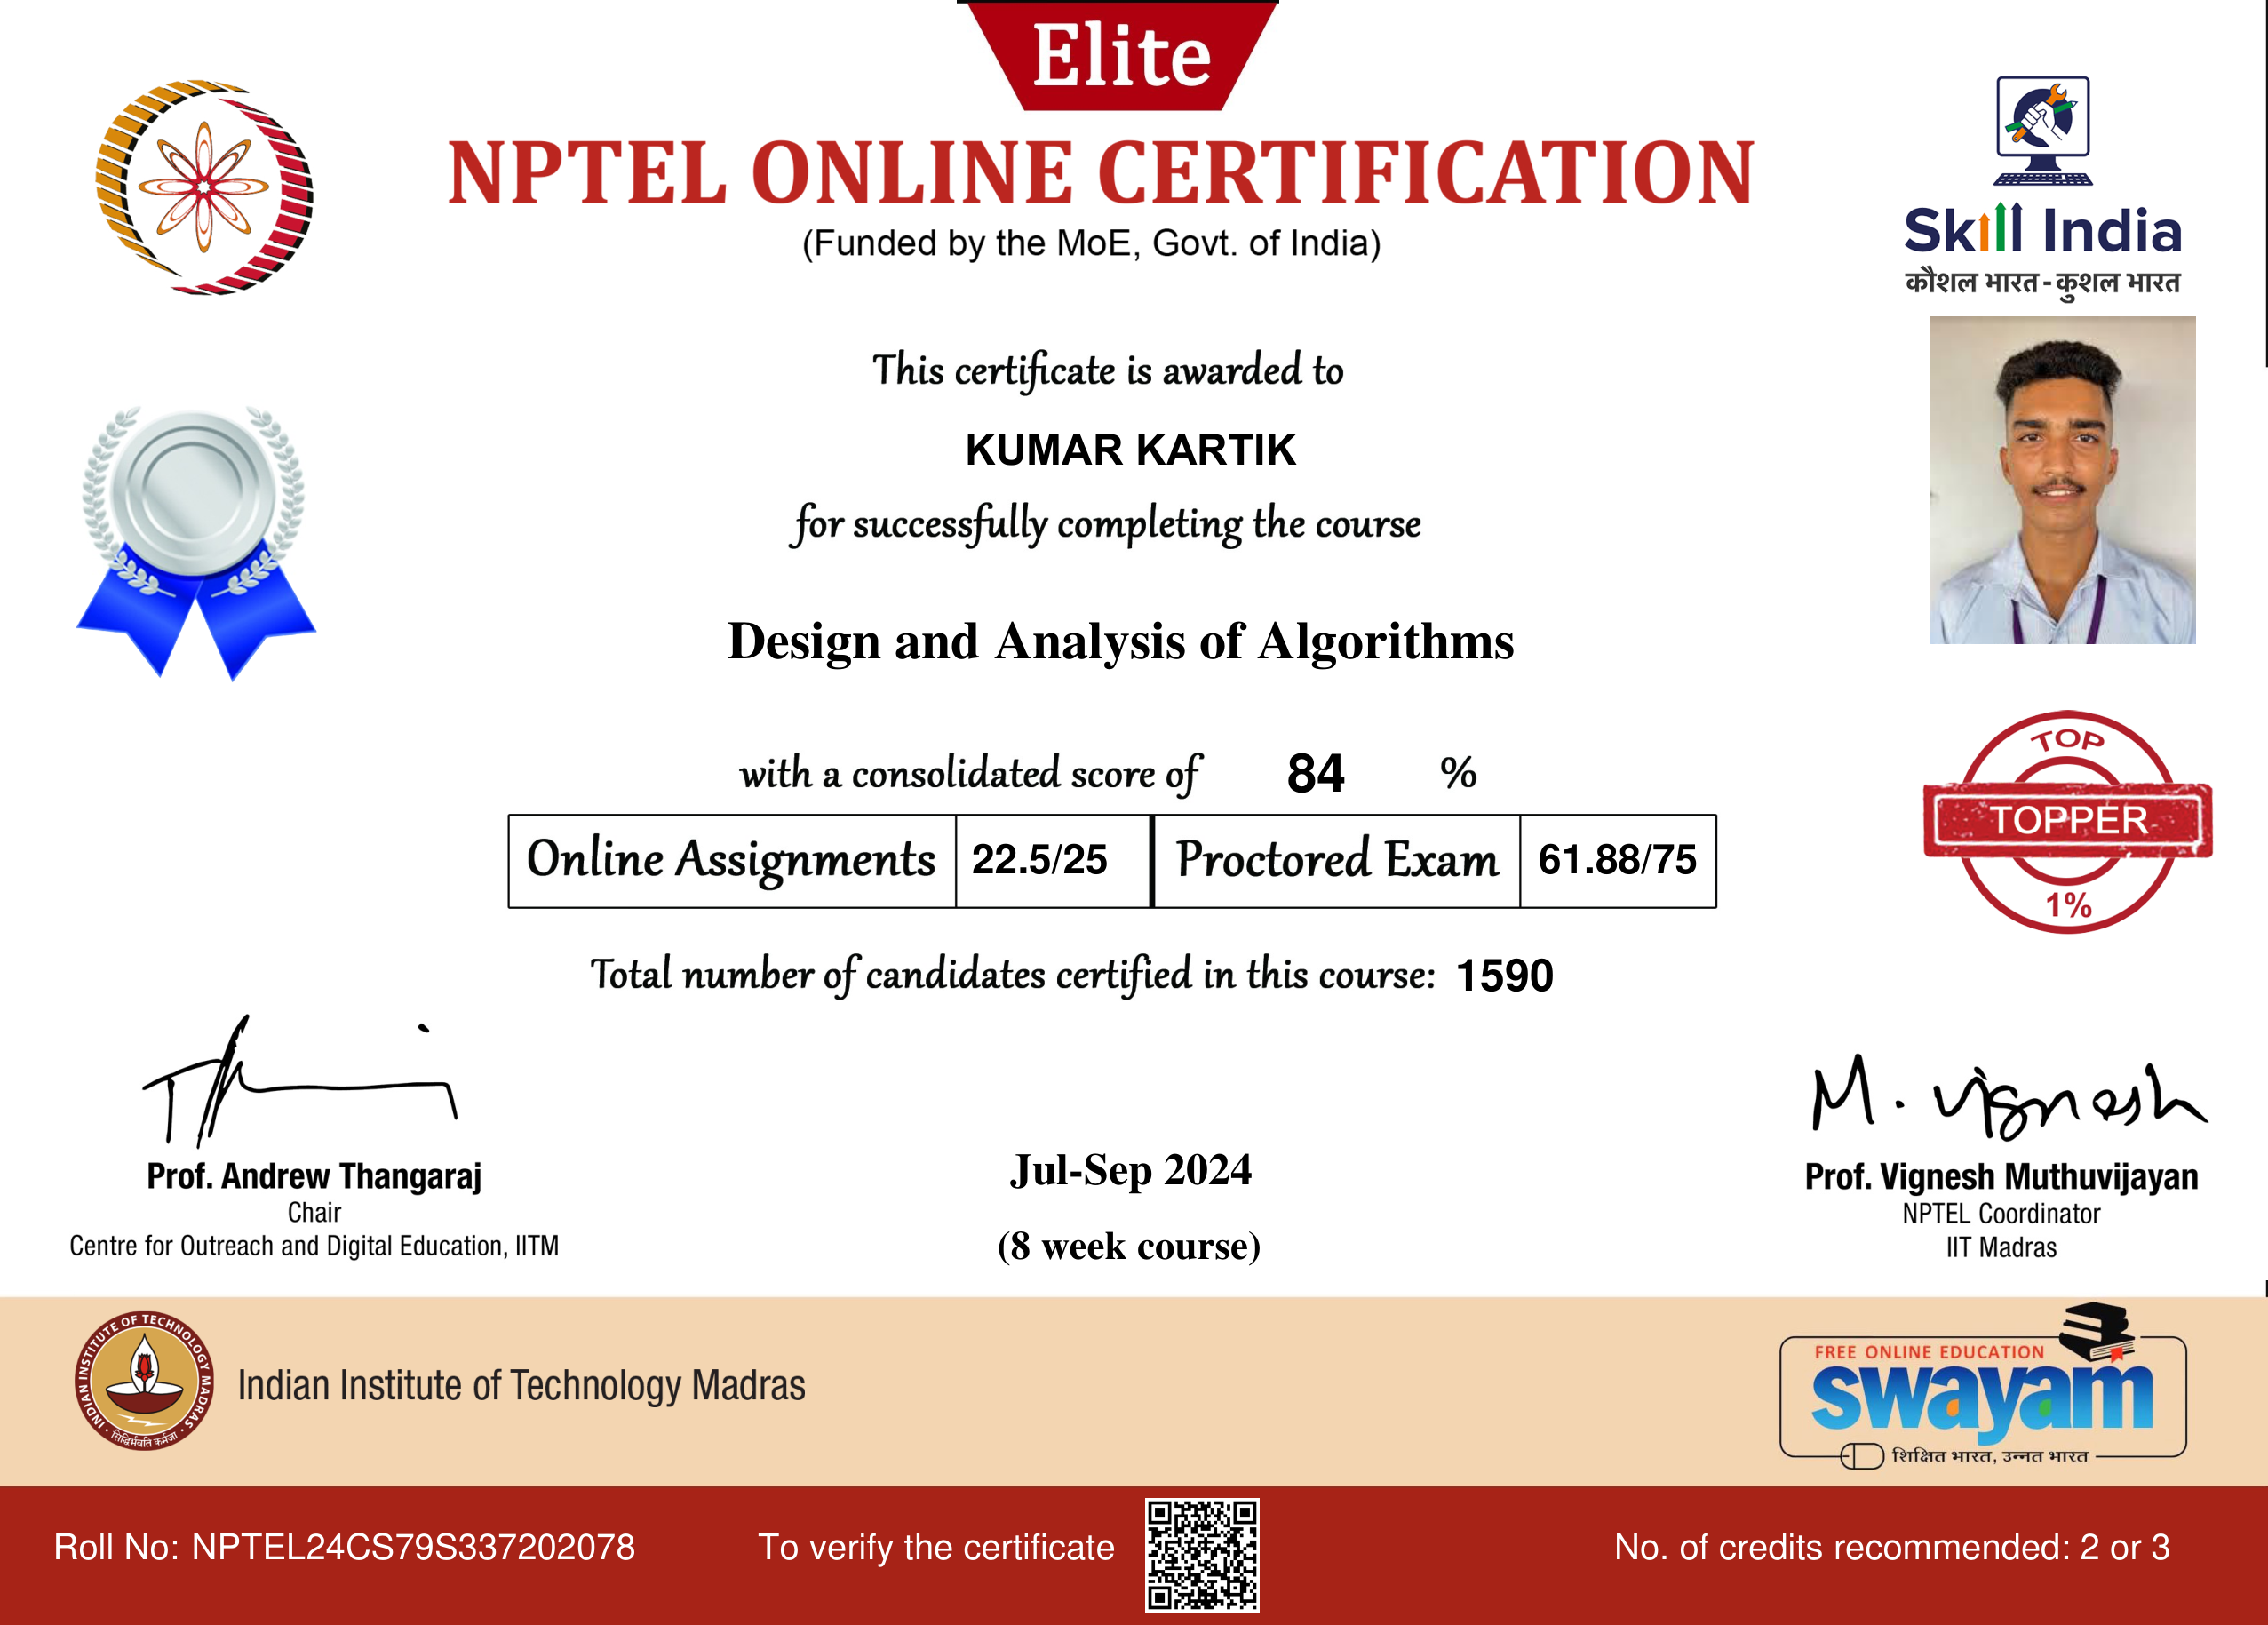 Elite
NPTEL ONLINE CERTIFICATION
(Funded by the MoE, Govt. of India)
Skill India
कौशल भारत - कुशल भारत
This certificate is awarded to
KUMAR KARTIK
for successfully completing the course
Design and Analysis of Algorithms
with a consolidated score of 84 %
Online Assignments 22.5/25 Proctored Exam 61.88/75
TOP
TOPPER
1%
Total number of candidates certified in this course: 1590
M. Vignesh
Prof. Andrew Thangaraj
Chair
Centre for Outreach and Digital Education, IITM
Jul-Sep 2024
(8 week course)
Prof. Vignesh Muthuvijayan
NPTEL Coordinator
IIT Madras
INDIAN INSTITUTE OF TECHNOLOGY MADRAS
सिद्धिर्भवति कर्मजा
Indian Institute of Technology Madras
FREE ONLINE EDUCATION
swayam
शिक्षित भारत, उन्नत भारत
Roll No: NPTEL24CS79S337202078
To verify the certificate
No. of credits recommended: 2 or 3